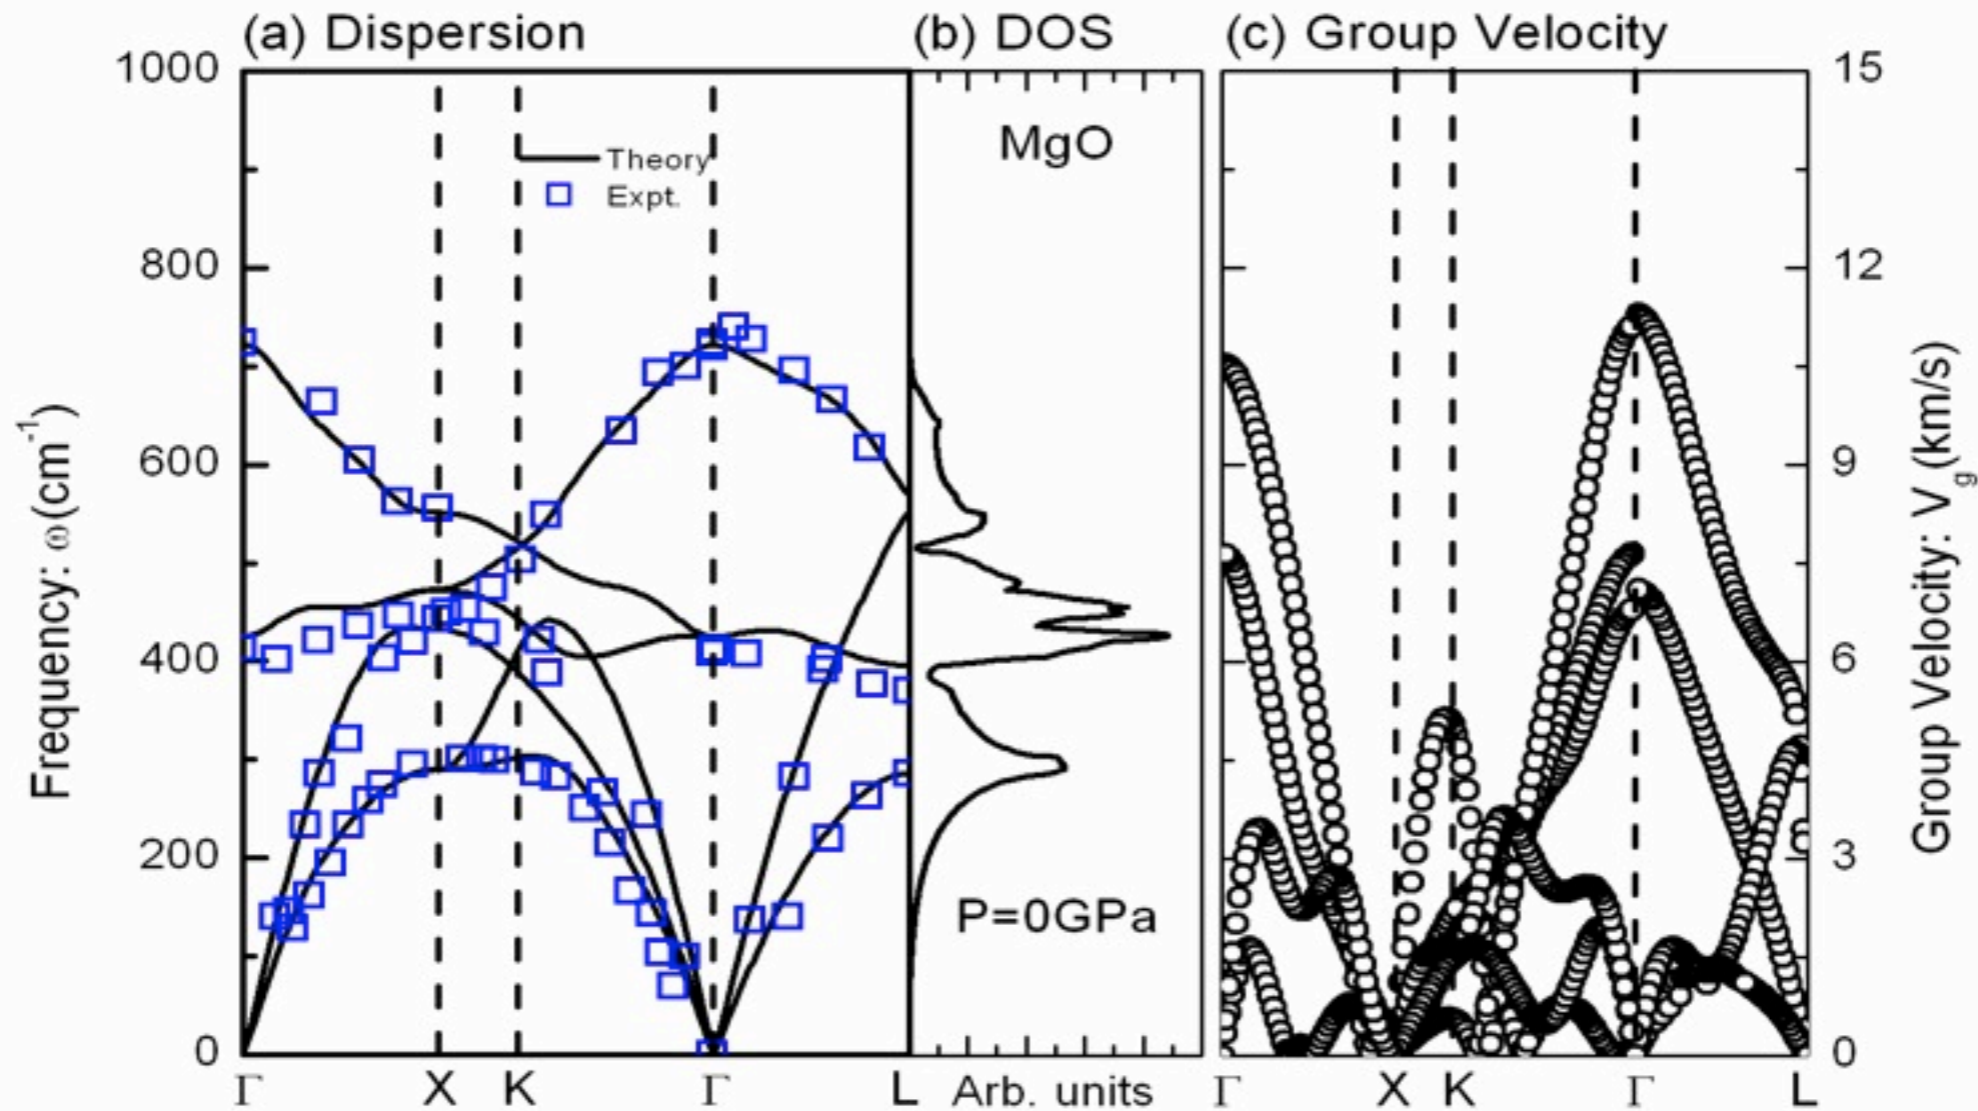 (a) Dispersion
(b) DOS
(c) Group Velocity
1000
800
600
400
200
0
Frequency: ω(cm⁻¹)
Theory
Expt.
Γ X K Γ L
MgO
P=0GPa
Arb. units
15
12
9
6
3
0
Group Velocity: V_g (km/s)
Γ X K Γ L